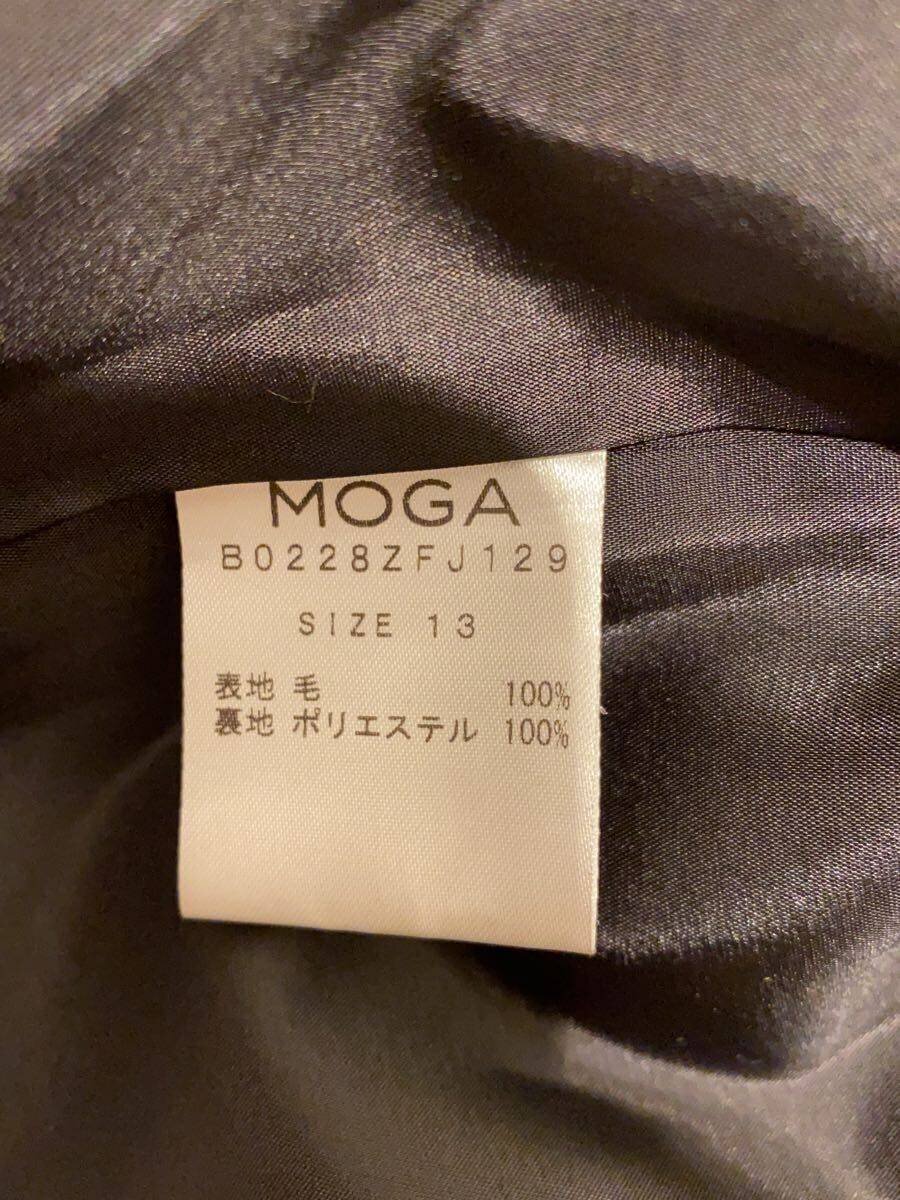 MOGA
B0228ZFJ129
SIZE 13
表地 毛 100%
裏地 ポリエステル 100%